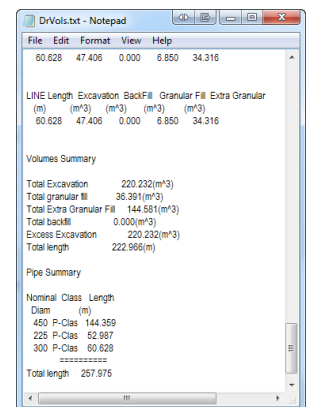 DrVols.txt - Notepad
File Edit Format View Help
60.628 47.406 0.000 6.850 34.316
LINE Length Excavation BackFill Granular Fill Extra Granular
(m) (m^3) (m^3) (m^3) (m^3)
60.628 47.406 0.000 6.850 34.316
Volumes Summary
Total Excavation 220.232(m^3)
Total granular fill 36.391(m^3)
Total Extra Granular Fill 144.581(m^3)
Total backfill 0.000(m^3)
Excess Excavation 220.232(m^3)
Total length 222.966(m)
Pipe Summary
Nominal Class Length
Diam (m)
450 P-Clas 144.359
225 P-Clas 52.987
300 P-Clas 60.628
==========
Total length 257.975